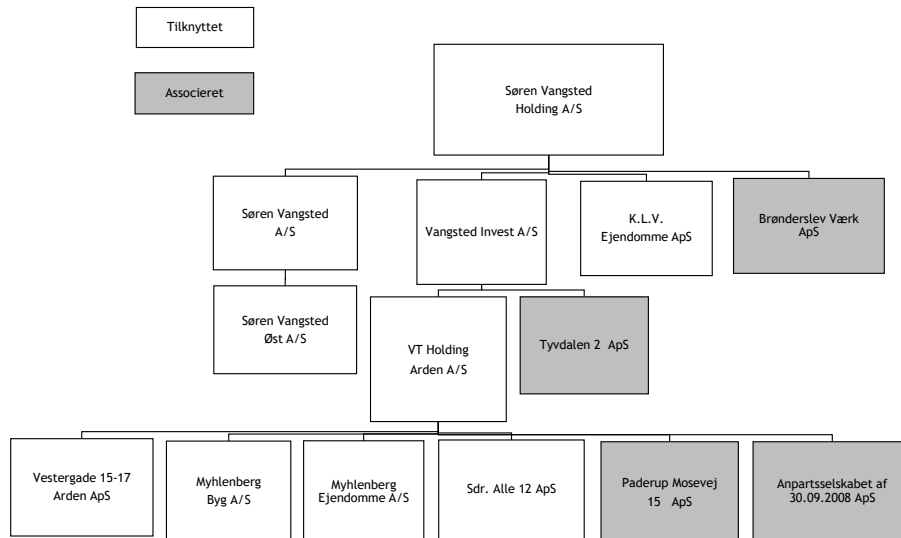 Tilknyttet
Associeret
Søren Vangsted
Holding A/S
Søren Vangsted
A/S
Vangsted Invest A/S
K.L.V.
Ejendomme ApS
Brønderslev Værk
ApS
Søren Vangsted
Øst A/S
VT Holding
Arden A/S
Tyvdalen 2 ApS
Vestergade 15-17
Arden ApS
Myhlenberg
Byg A/S
Myhlenberg
Ejendomme A/S
Sdr. Alle 12 ApS
Paderup Mosevej
15 ApS
Anpartsselskabet af
30.09.2008 ApS